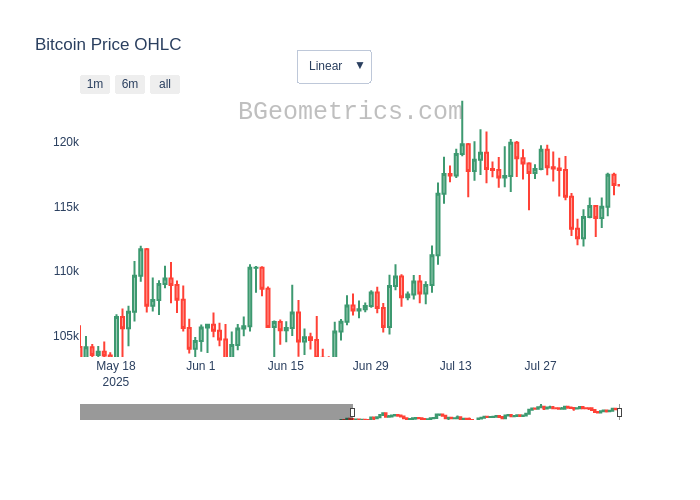 Bitcoin Price OHLC
Linear ▼
1m 6m all
BGeometrics.com
120k
115k
110k
105k
May 18 Jun 1 Jun 15 Jun 29 Jul 13 Jul 27
2025